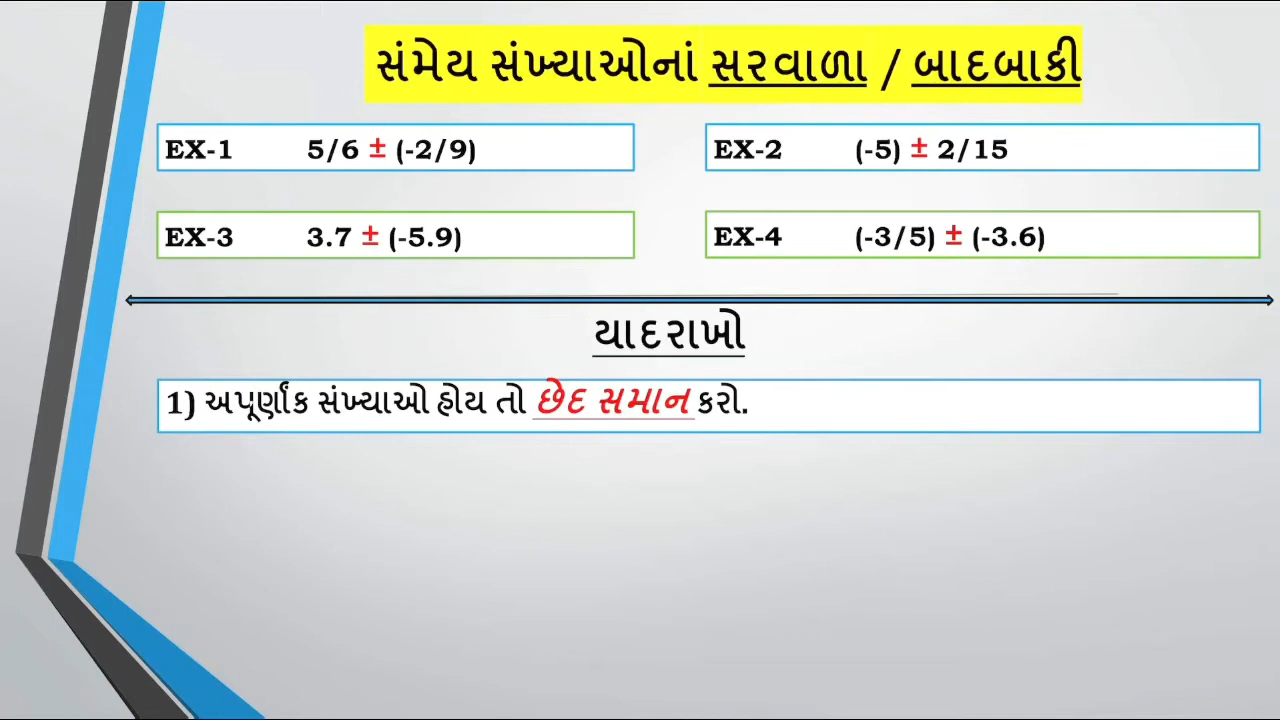 સંમેય સંખ્યાઓનાં સરવાળા / બાદબાકી
EX-1 5/6 ± (-2/9)
EX-2 (-5) ± 2/15
EX-3 3.7 ± (-5.9)
EX-4 (-3/5) ± (-3.6)
યાદરાખો
1) અપૂર્ણાંક સંખ્યાઓ હોય તો છેદ સમાન કરો.